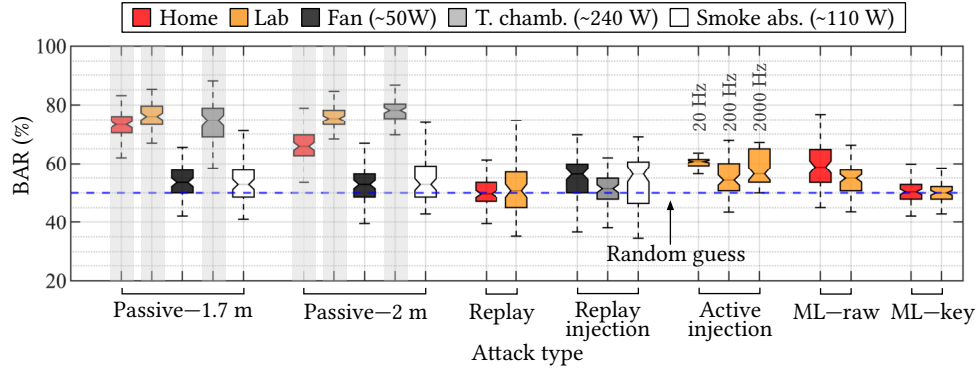 Home Lab Fan (~50W) T. chamb. (~240 W) Smoke abs. (~110 W)
100
80
60
40
20
BAR (%)
20 Hz
200 Hz
2000 Hz
Random guess
Passive–1.7 m Passive–2 m Replay Replay injection Active injection ML–raw ML–key
Attack type